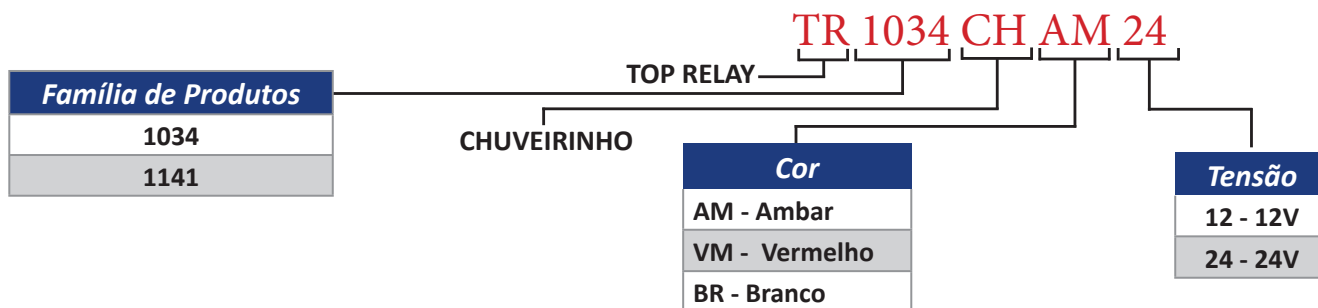 TR 1034 CH AM 24
TOP RELAY
Família de Produtos
1034
1141
CHUVEIRINHO
Cor
AM - Ambar
VM - Vermelho
BR - Branco
Tensão
12 - 12V
24 - 24V